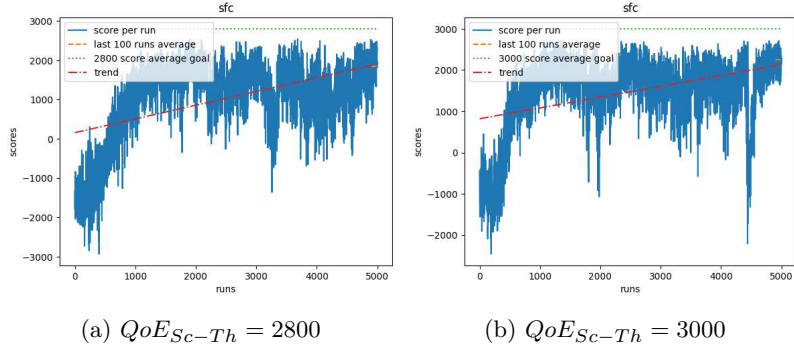 sfc
3000
2000
1000
0
−1000
−2000
−3000
scores
score per run
last 100 runs average
2800 score average goal
trend
0
1000
2000
3000
4000
5000
runs
(a) QoE_{Sc−Th} = 2800
sfc
3000
2000
1000
0
−1000
−2000
scores
score per run
last 100 runs average
3000 score average goal
trend
0
1000
2000
3000
4000
5000
runs
(b) QoE_{Sc−Th} = 3000